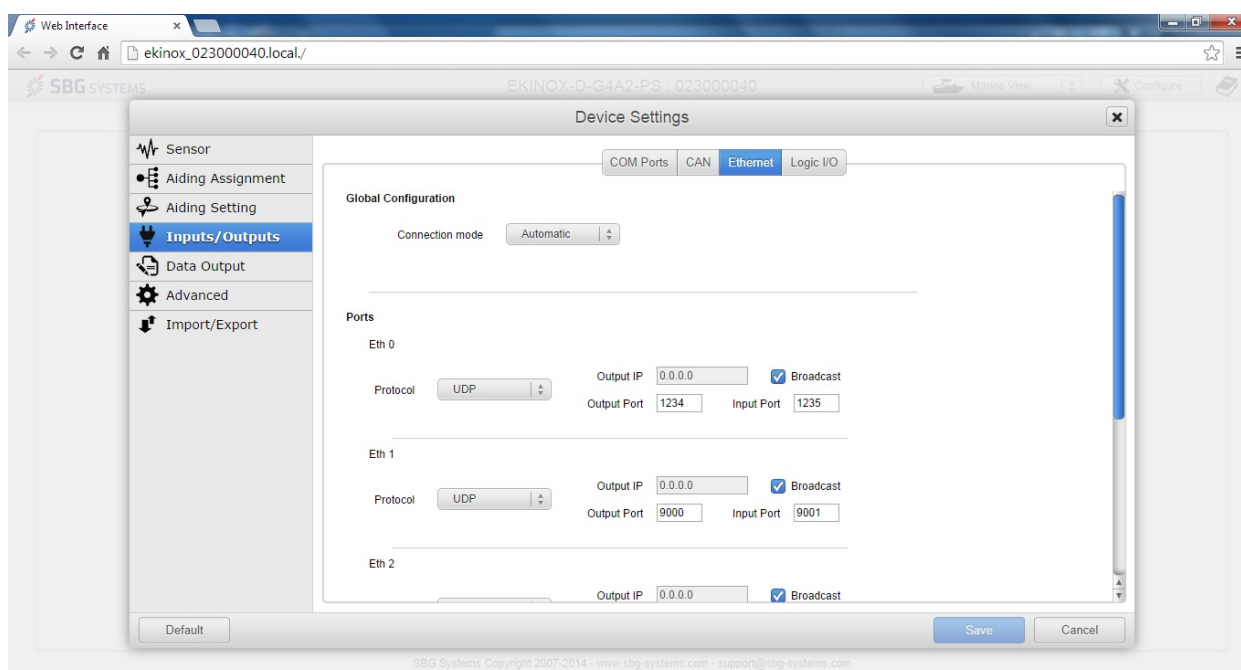 Web Interface
ekinox_023000040.local./
SBG SYSTEMS
EKINOX-D-G4A2-PS : 023000040
Marine View
Configure
Device Settings
Sensor
Aiding Assignment
Aiding Setting
Inputs/Outputs
Data Output
Advanced
Import/Export
COM Ports CAN Ethernet Logic I/O
Global Configuration
Connection mode Automatic
Ports
Eth 0
Output IP 0.0.0.0 Broadcast
Protocol UDP
Output Port 1234 Input Port 1235
Eth 1
Output IP 0.0.0.0 Broadcast
Protocol UDP
Output Port 9000 Input Port 9001
Eth 2
Output IP 0.0.0.0 Broadcast
Default Save Cancel
SBG Systems Copyright 2007-2014 - www.sbg-systems.com - support@sbg-systems.com